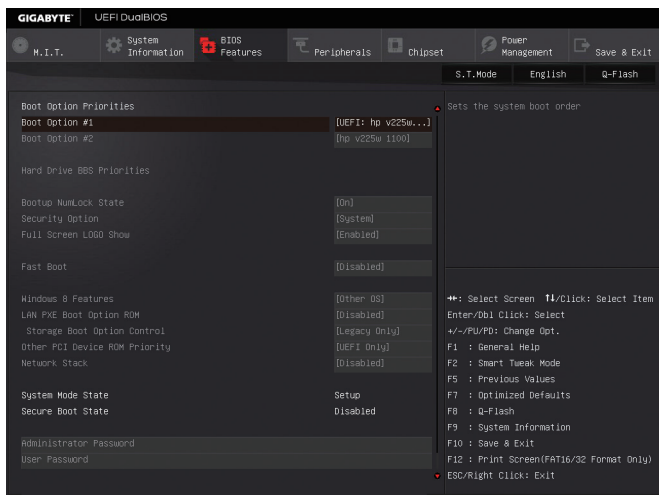 GIGABYTE™ UEFI DualBIOS
M.I.T. System Information BIOS Features Peripherals Chipset Power Management Save & Exit
S.T.Mode English Q-Flash
Boot Option Priorities
Boot Option #1 [UEFI: hp v225w...]
Boot Option #2 [hp v225w 1100]
Hard Drive BBS Priorities
Bootup NumLock State [On]
Security Option [System]
Full Screen LOGO Show [Enabled]
Fast Boot [Disabled]
Windows 8 Features [Other OS]
LAN PXE Boot Option ROM [Disabled]
Storage Boot Option Control [Legacy Only]
Other PCI Device ROM Priority [UEFI Only]
Network Stack [Disabled]
System Mode State Setup
Secure Boot State Disabled
Administrator Password
User Password
Sets the system boot order
→←: Select Screen ↑↓/Click: Select Item
Enter/Dbl Click: Select
+/-/PU/PD: Change Opt.
F1 : General Help
F2 : Smart Tweak Mode
F5 : Previous Values
F7 : Optimized Defaults
F8 : Q-Flash
F9 : System Information
F10 : Save & Exit
F12 : Print Screen(FAT16/32 Format Only)
ESC/Right Click: Exit